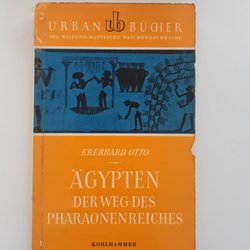 URBAN ub BÜCHER
DIE WISSENSCHAFTLICHE TASCHENBUCHREIHE
EBERHARD OTTO
ÄGYPTEN
DER WEG DES
PHARAONENREICHES
KOHLHAMMER